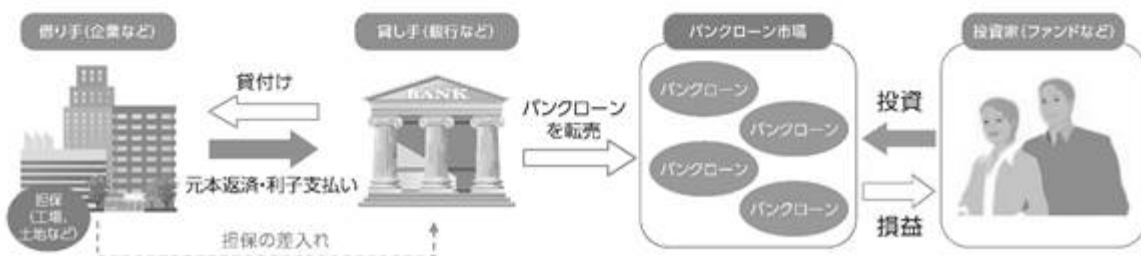 借り手(企業など)
貸し手(銀行など)
バンクローン市場
投資家(ファンドなど)
貸付け
元本返済・利子支払い
担保
(工場、
土地など)
担保の差入れ
BANK
バンクローン
を転売
バンクローン
バンクローン
バンクローン
バンクローン
投資
損益